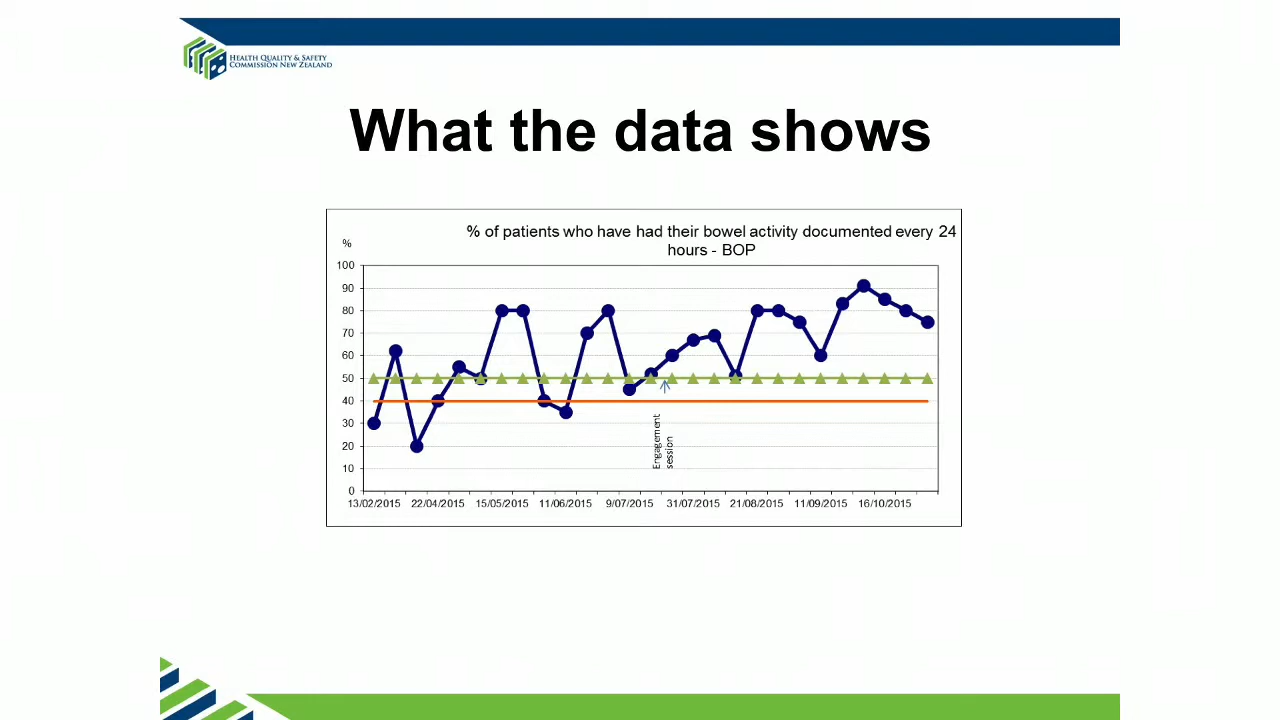 HEALTH QUALITY & SAFETY
COMMISSION NEW ZEALAND
What the data shows
% of patients who have had their bowel activity documented every 24
hours - BOP
%
100
90
80
70
60
50
40
30
20
10
0
Engagement
session
13/02/2015 22/04/2015 15/05/2015 11/06/2015 9/07/2015 31/07/2015 21/08/2015 11/09/2015 16/10/2015